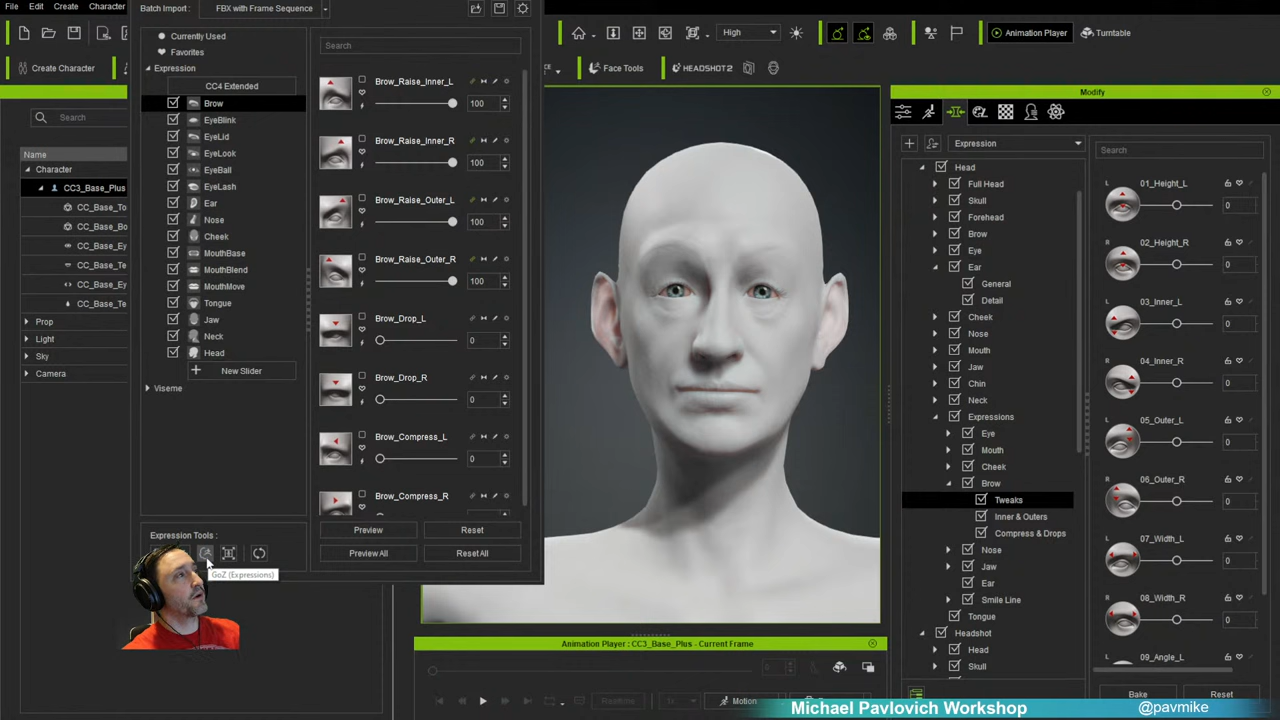 File Edit Create Character
Batch Import : FBX with Frame Sequence
High
Animation Player
Turntable
Create Character
Face Tools
HEADSHOT 2
Currently Used
Favorites
Expression
CC4 Extended
Brow
EyeBlink
EyeLid
EyeLook
EyeBall
EyeLash
Ear
Nose
Cheek
MouthBase
MouthBlend
MouthMove
Tongue
Jaw
Neck
Head
New Slider
Viseme
Expression Tools :
GoZ (Expressions)
Search
Name
Character
CC3_Base_Plus
CC_Base_To
CC_Base_Bo
CC_Base_Ey
CC_Base_Te
CC_Base_Ey
CC_Base_Te
Prop
Light
Sky
Camera
Search
Brow_Raise_Inner_L
100
Brow_Raise_Inner_R
100
Brow_Raise_Outer_L
100
Brow_Raise_Outer_R
100
Brow_Drop_L
0
Brow_Drop_R
0
Brow_Compress_L
0
Brow_Compress_R
Preview
Reset
Preview All
Reset All
Animation Player : CC3_Base_Plus - Current Frame
0
Realtime
1x
Motion
Modify
Expression
Head
Full Head
Skull
Forehead
Brow
Eye
Ear
General
Detail
Cheek
Nose
Mouth
Jaw
Chin
Neck
Expressions
Eye
Mouth
Cheek
Brow
Tweaks
Inner & Outers
Compress & Drops
Nose
Jaw
Ear
Smile Line
Tongue
Headshot
Head
Skull
Search
01_Height_L
0
02_Height_R
0
03_Inner_L
0
04_Inner_R
0
05_Outer_L
0
06_Outer_R
0
07_Width_L
0
08_Width_R
0
09_Angle_L
Bake
Reset
Michael Pavlovich Workshop
@pavmike